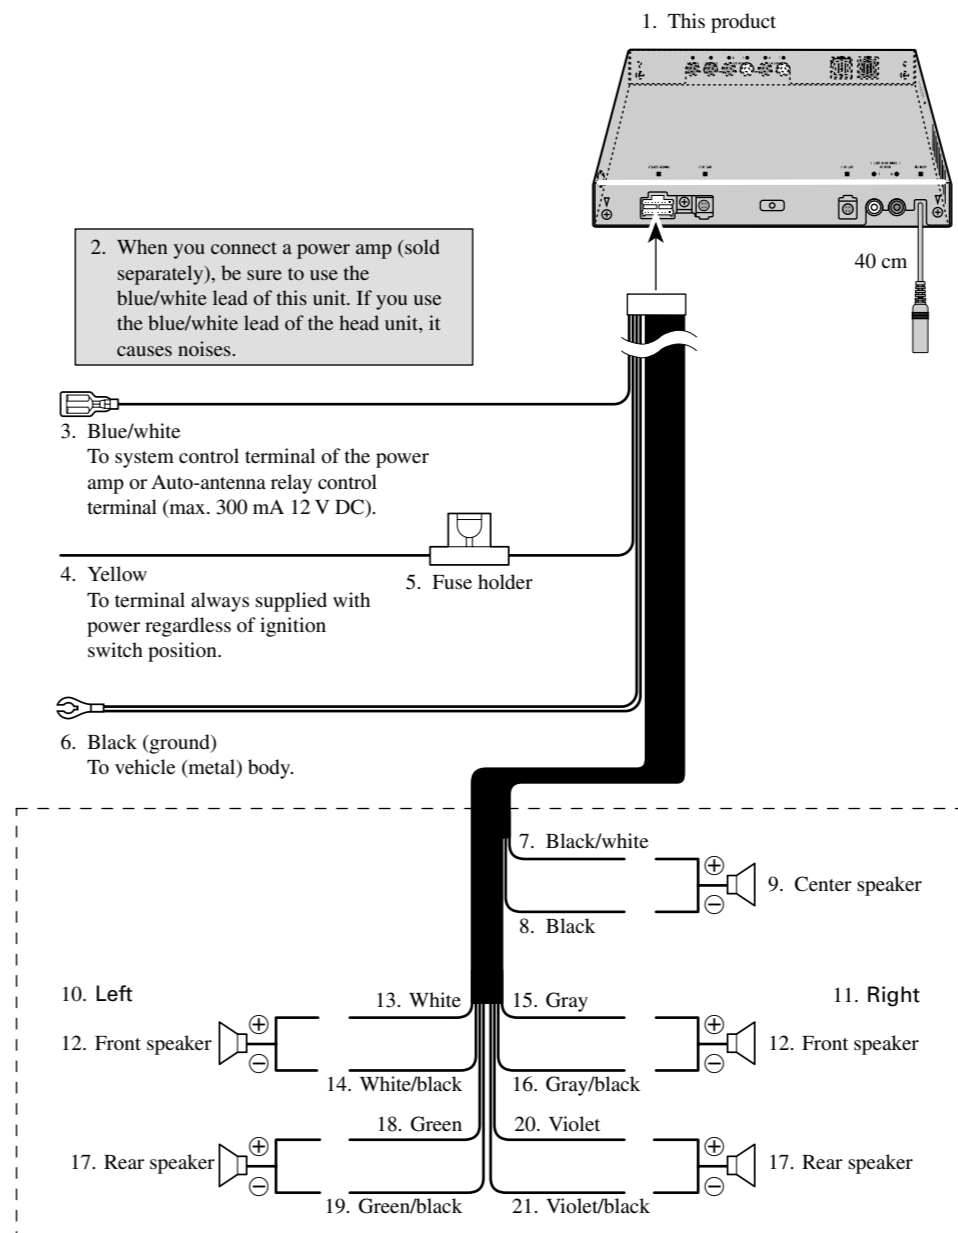 1. This product
40 cm
2. When you connect a power amp (sold
separately), be sure to use the
blue/white lead of this unit. If you use
the blue/white lead of the head unit, it
causes noises.
3. Blue/white
To system control terminal of the power
amp or Auto-antenna relay control
terminal (max. 300 mA 12 V DC).
4. Yellow
To terminal always supplied with
power regardless of ignition
switch position.
5. Fuse holder
6. Black (ground)
To vehicle (metal) body.
7. Black/white
⊕
9. Center speaker
⊖
8. Black
10. Left
13. White
15. Gray
11. Right
⊕
⊕
12. Front speaker
12. Front speaker
⊖
⊖
14. White/black
16. Gray/black
18. Green
20. Violet
⊕
⊕
17. Rear speaker
17. Rear speaker
⊖
⊖
19. Green/black
21. Violet/black